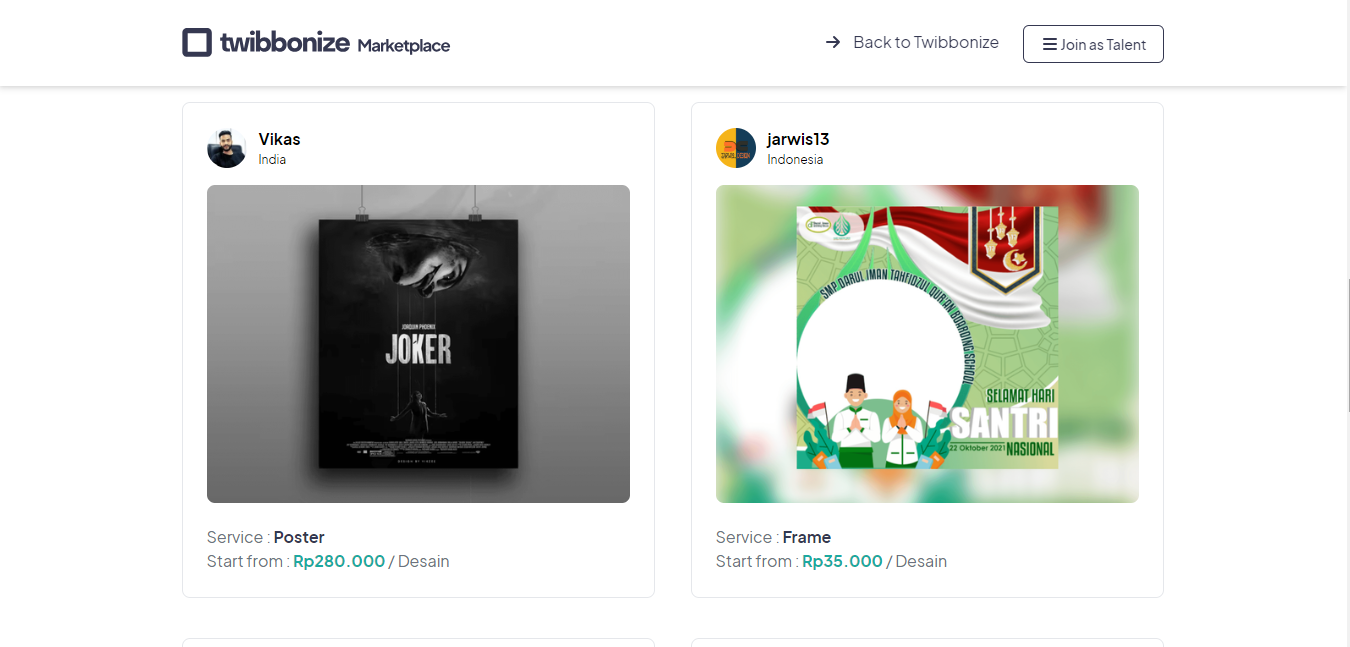 twibbonize Marketplace
Back to Twibbonize
Join as Talent
Vikas
India
JOAQUIN PHOENIX
JOKER
Service : Poster
Start from : Rp280.000 / Desain
jarwis13
Indonesia
SMP DARUL IMAN TAHFIDZUL QUR'AN BOARDING SCHOOL
SELAMAT HARI
SANTRI
22 Oktober 2021 NASIONAL
Service : Frame
Start from : Rp35.000 / Desain